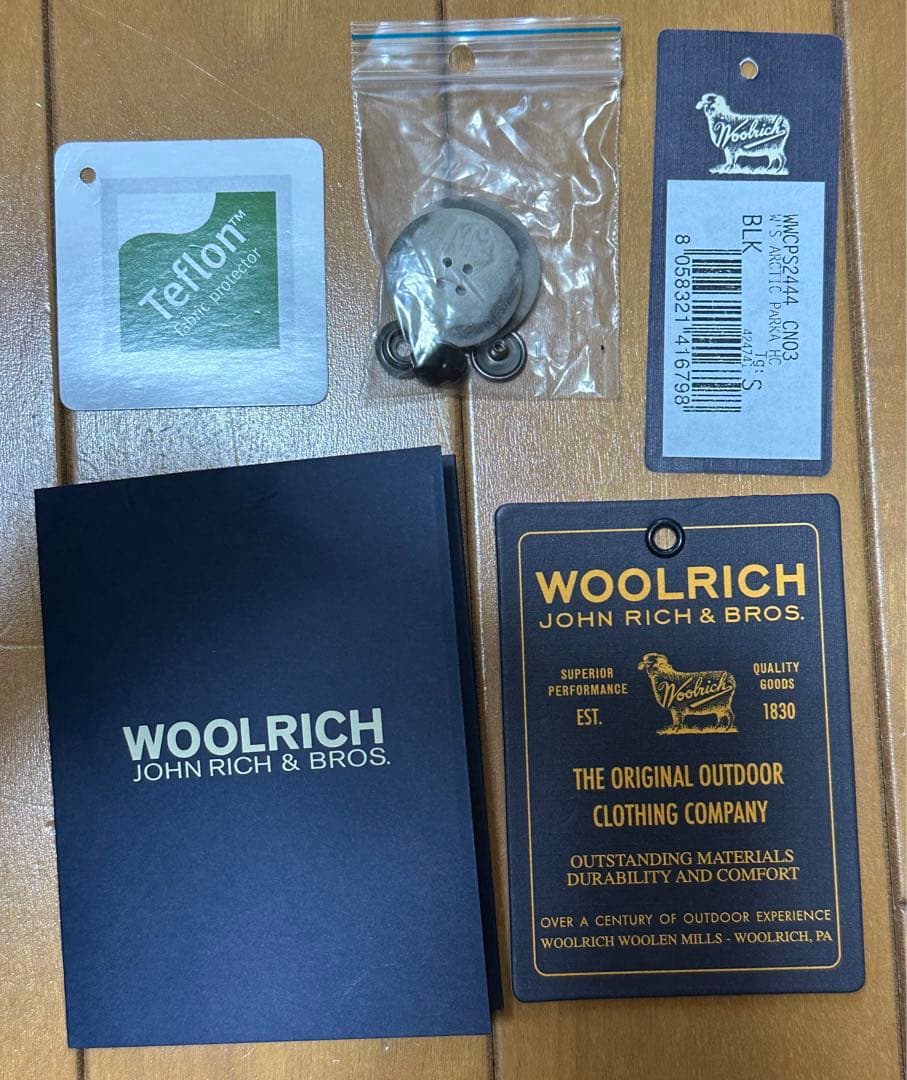 Teflon™
fabric protector
Woolrich
WWCPS2444 CN03
W'S ARCTIC PARKA HC
Tg: S
42474
BLK
8 058321 416798
WOOLRICH
JOHN RICH & BROS.
WOOLRICH
JOHN RICH & BROS.
SUPERIOR
PERFORMANCE
EST.
Woolrich
QUALITY
GOODS
1830
THE ORIGINAL OUTDOOR
CLOTHING COMPANY
OUTSTANDING MATERIALS
DURABILITY AND COMFORT
OVER A CENTURY OF OUTDOOR EXPERIENCE
WOOLRICH WOOLEN MILLS - WOOLRICH, PA